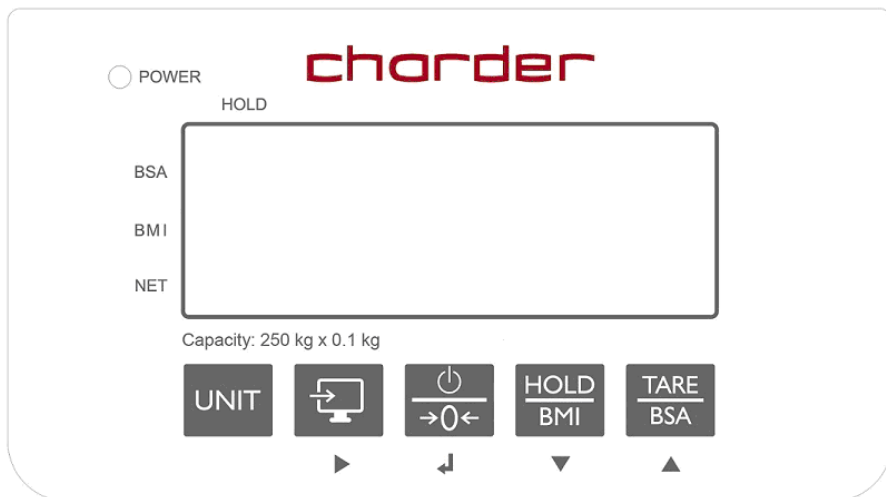 charder
POWER
HOLD
BSA
BMI
NET
Capacity: 250 kg x 0.1 kg
UNIT
→0←
HOLD
BMI
TARE
BSA